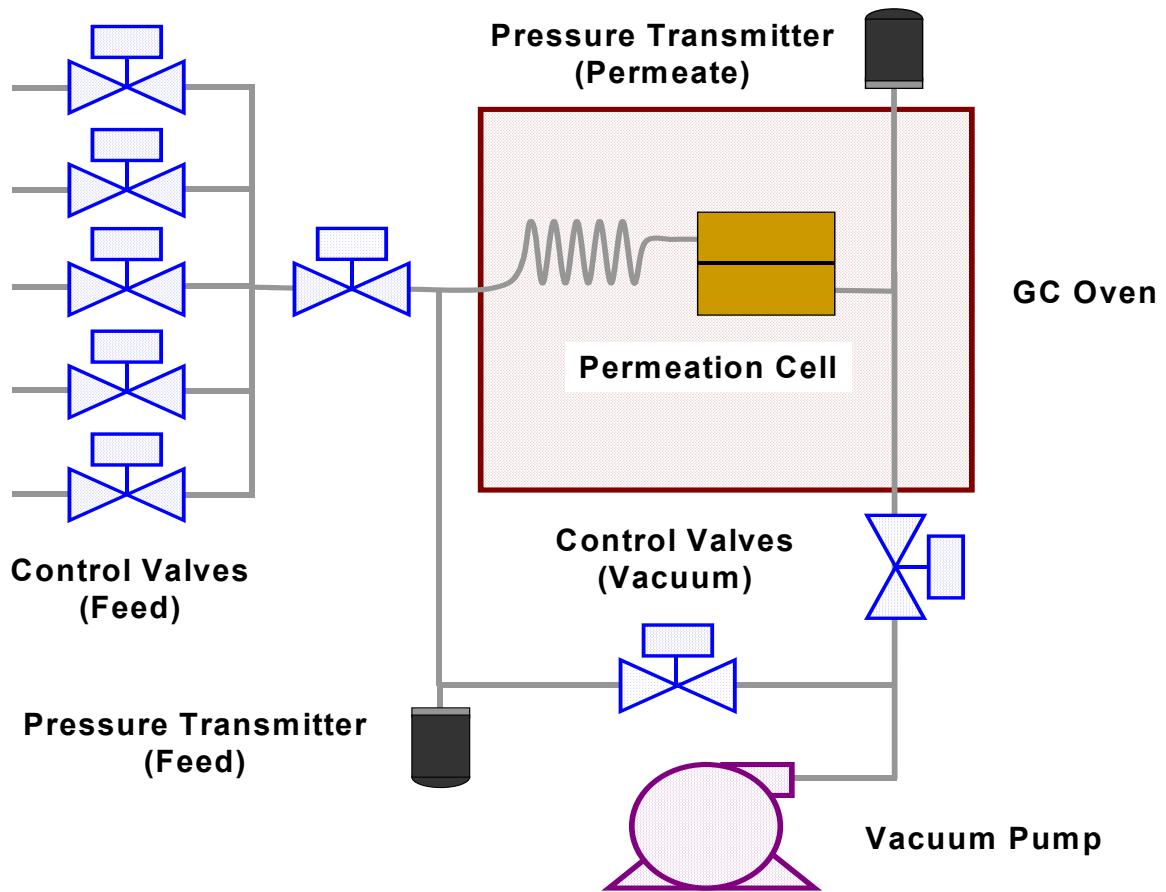 Pressure Transmitter
(Permeate)
GC Oven
Permeation Cell
Control Valves
(Feed)
Control Valves
(Vacuum)
Pressure Transmitter
(Feed)
Vacuum Pump